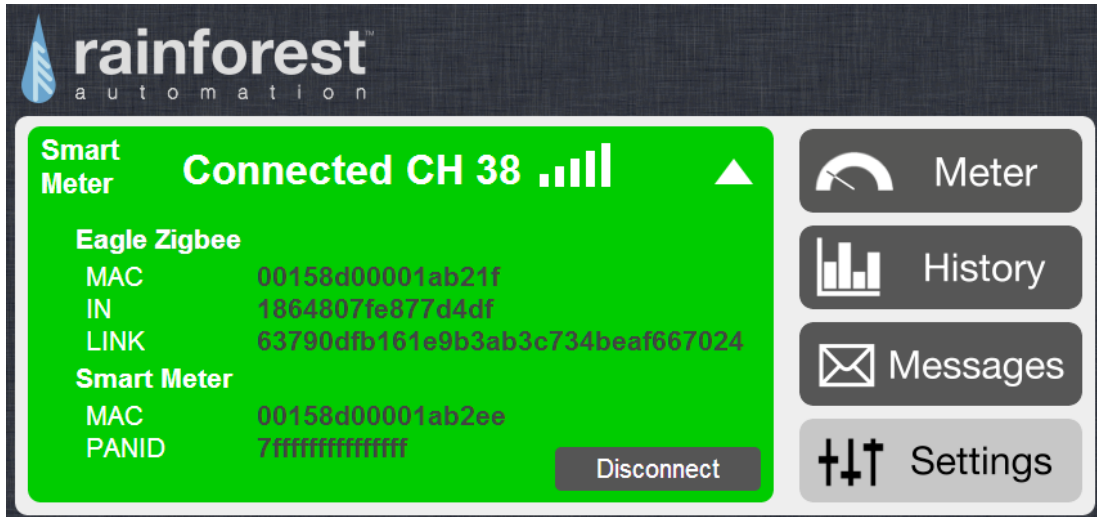 rainforest™
automation
Smart
Meter
Connected CH 38
Eagle Zigbee
MAC 00158d00001ab21f
IN 1864807fe877d4df
LINK 63790dfb161e9b3ab3c734beaf667024
Smart Meter
MAC 00158d00001ab2ee
PANID 7fffffffffffffff
Disconnect
Meter
History
Messages
Settings